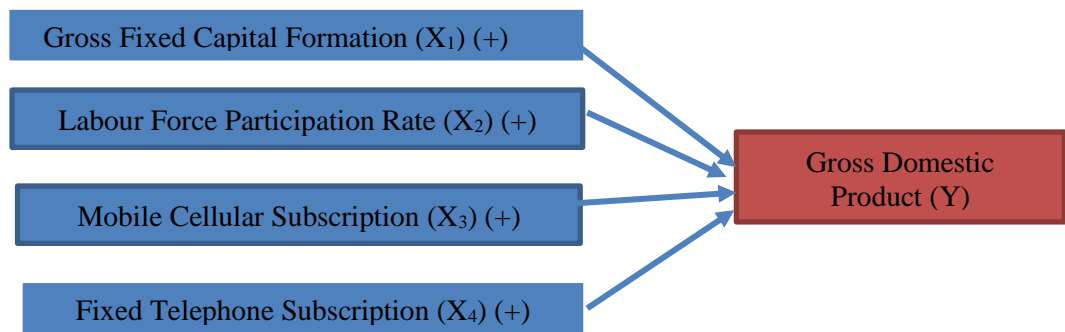 Gross Fixed Capital Formation (X₁) (+)
Labour Force Participation Rate (X₂) (+)
Mobile Cellular Subscription (X₃) (+)
Fixed Telephone Subscription (X₄) (+)
Gross Domestic
Product (Y)